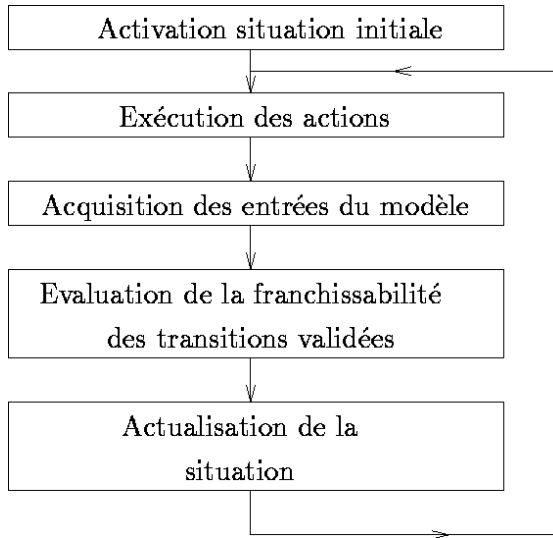 Activation situation initiale
Exécution des actions
Acquisition des entrées du modèle
Evaluation de la franchissabilité
des transitions validées
Actualisation de la
situation